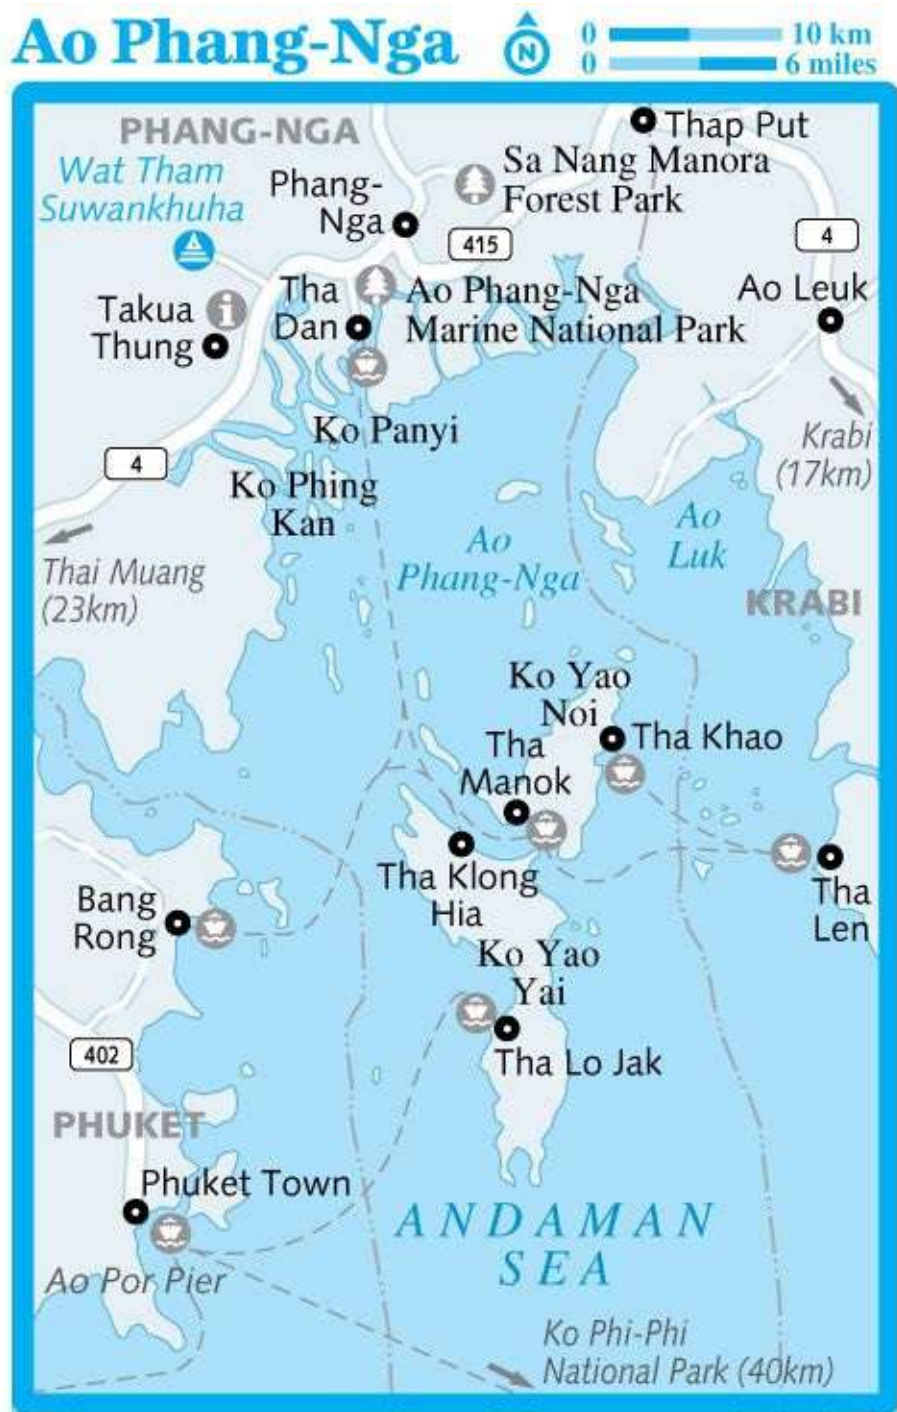 Ao Phang-Nga
N
0 10 km
0 6 miles
PHANG-NGA
Thap Put
Wat Tham
Suwankhuha
Phang-
Nga
Sa Nang Manora
Forest Park
415
4
Takua
Thung
Tha
Dan
Ao Phang-Nga
Marine National Park
Ao Leuk
Ko Panyi
Krabi
(17km)
4
Ko Phing
Kan
Ao
Phang-Nga
Ao
Luk
Thai Muang
(23km)
KRABI
Ko Yao
Noi
Tha Khao
Tha
Manok
Tha Klong
Hia
Tha
Len
Bang
Rong
Ko Yao
Yai
402
Tha Lo Jak
PHUKET
Phuket Town
ANDAMAN
SEA
Ao Por Pier
Ko Phi-Phi
National Park (40km)